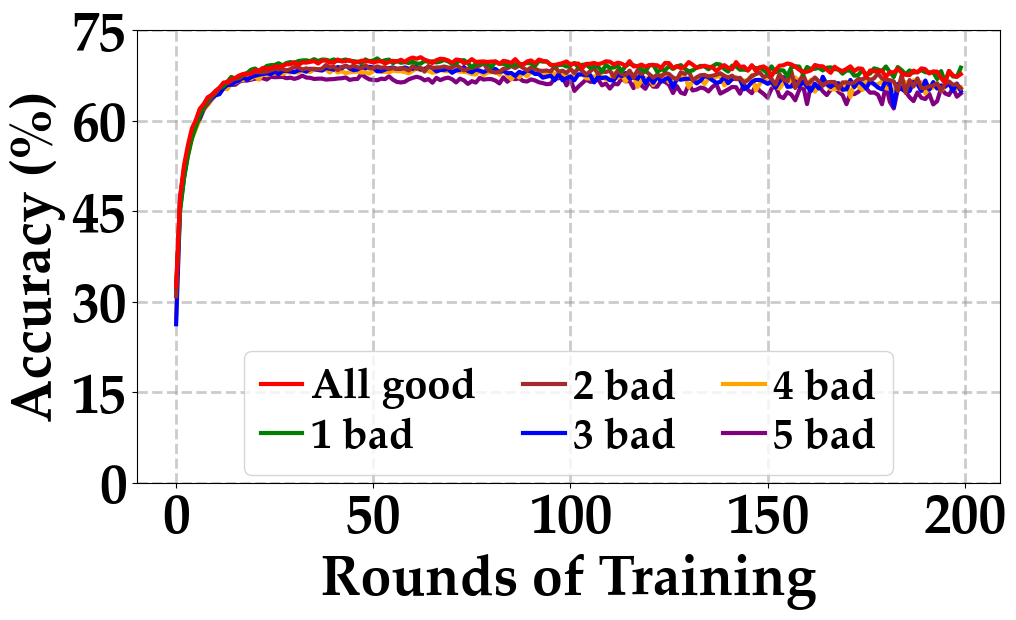 75
60
45
30
15
0
Accuracy (%)
All good
1 bad
2 bad
3 bad
4 bad
5 bad
0 50 100 150 200
Rounds of Training